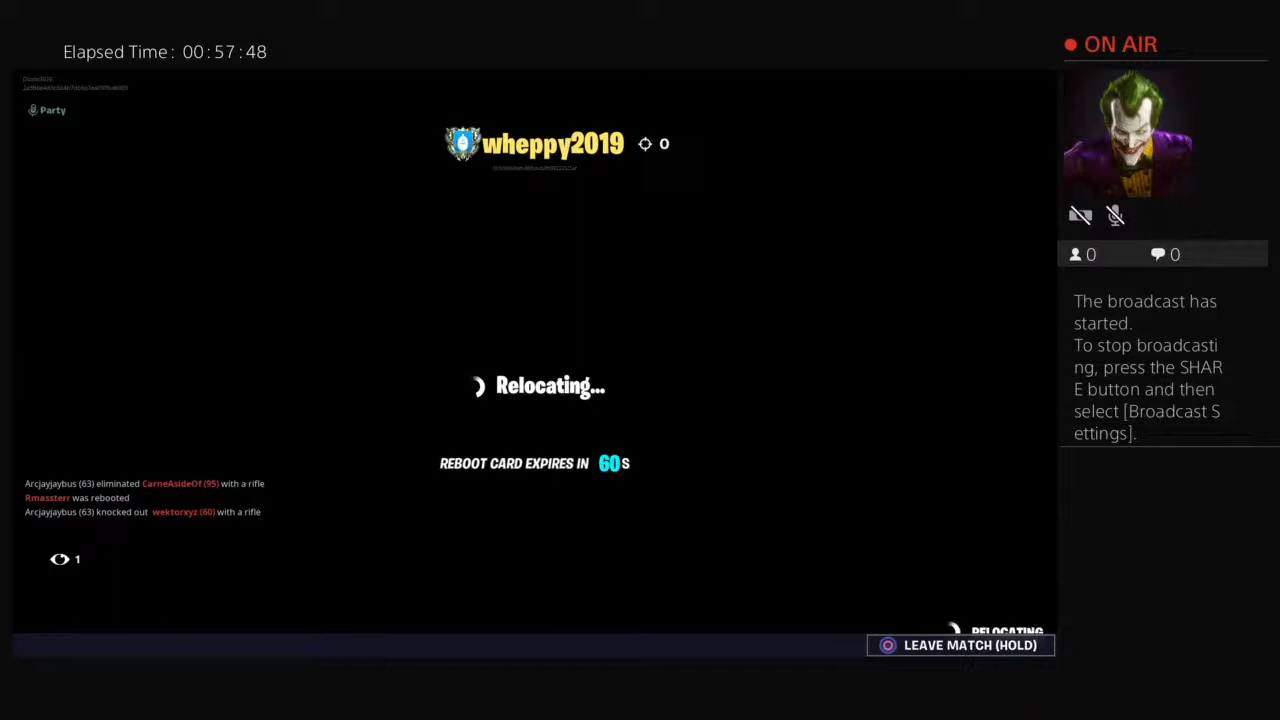 Elapsed Time: 00:57:48
ON AIR
Party
wheppy2019 0
0 0
The broadcast has
started.
To stop broadcasti
ng, press the SHAR
E button and then
select [Broadcast S
ettings].
Relocating...
REBOOT CARD EXPIRES IN 60S
Arcjayjaybus (63) eliminated CarneAsideOf (95) with a rifle
Rmassterr was rebooted
Arcjayjaybus (63) knocked out wektorxyz (60) with a rifle
1
RELOCATING
LEAVE MATCH (HOLD)